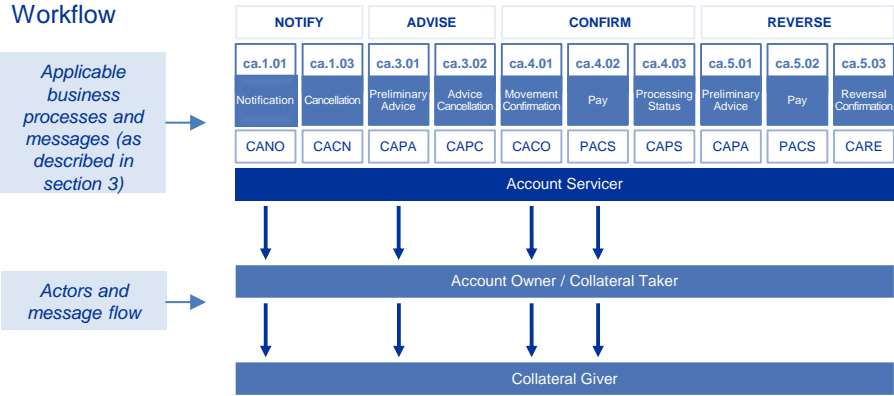 Workflow
NOTIFY ADVISE CONFIRM REVERSE
Applicable
business
processes and
messages (as
described in
section 3)
ca.1.01 ca.1.03 ca.3.01 ca.3.02 ca.4.01 ca.4.02 ca.4.03 ca.5.01 ca.5.02 ca.5.03
Notification Cancellation Preliminary Advice Advice Cancellation Movement Confirmation Pay Processing Status Preliminary Advice Pay Reversal Confirmation
CANO CACN CAPA CAPC CACO PACS CAPS CAPA PACS CARE
Account Servicer
Actors and
message flow
Account Owner / Collateral Taker
Collateral Giver